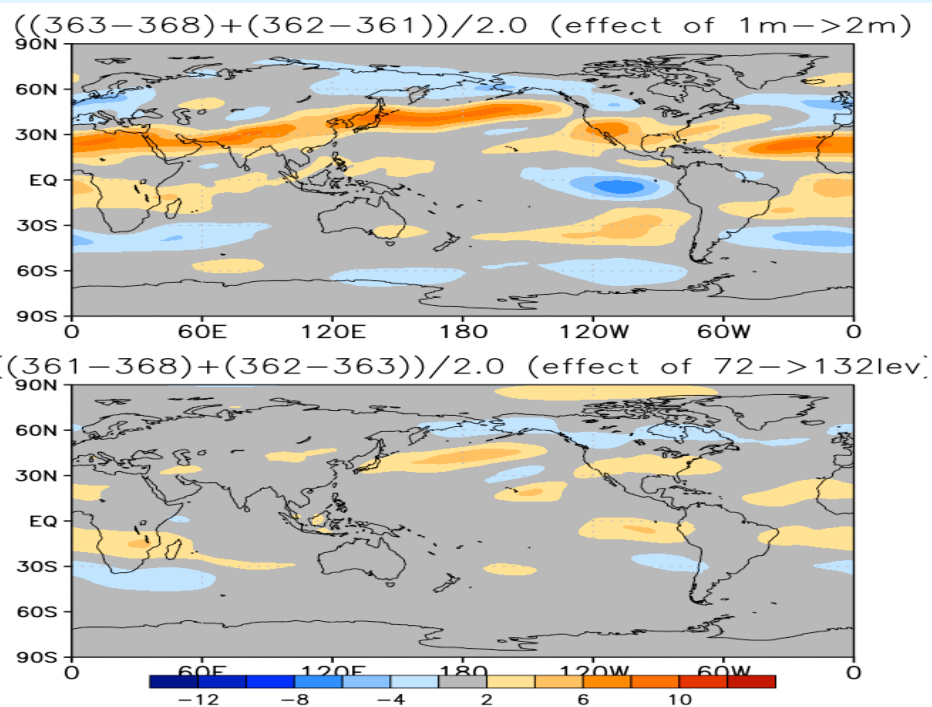 ((363−368)+(362−361))/2.0 (effect of 1m−>2m)
90N
60N
30N
EQ
30S
60S
90S
0 60E 120E 180 120W 60W 0
((361−368)+(362−363))/2.0 (effect of 72−>132lev)
90N
60N
30N
EQ
30S
60S
90S
0 60E 120E 180 120W 60W 0
−12 −8 −4 2 6 10